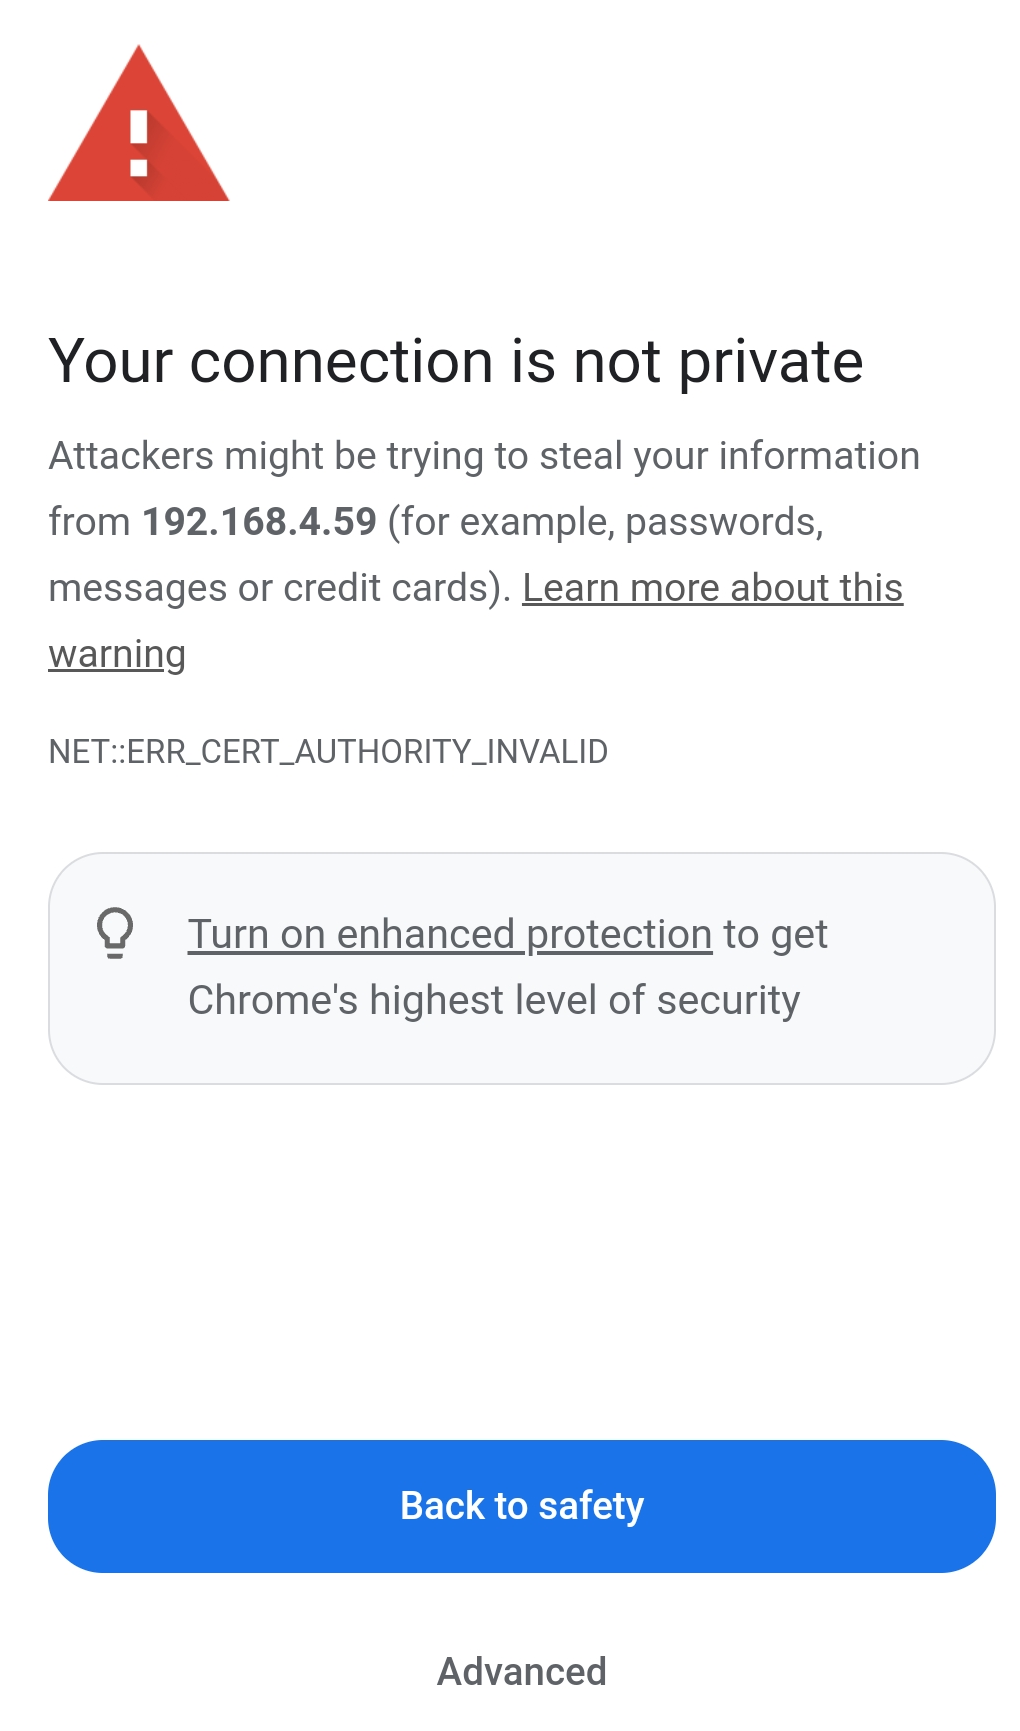 Your connection is not private
Attackers might be trying to steal your information
from 192.168.4.59 (for example, passwords,
messages or credit cards). Learn more about this
warning
NET::ERR_CERT_AUTHORITY_INVALID
Turn on enhanced protection to get
Chrome's highest level of security
Back to safety
Advanced